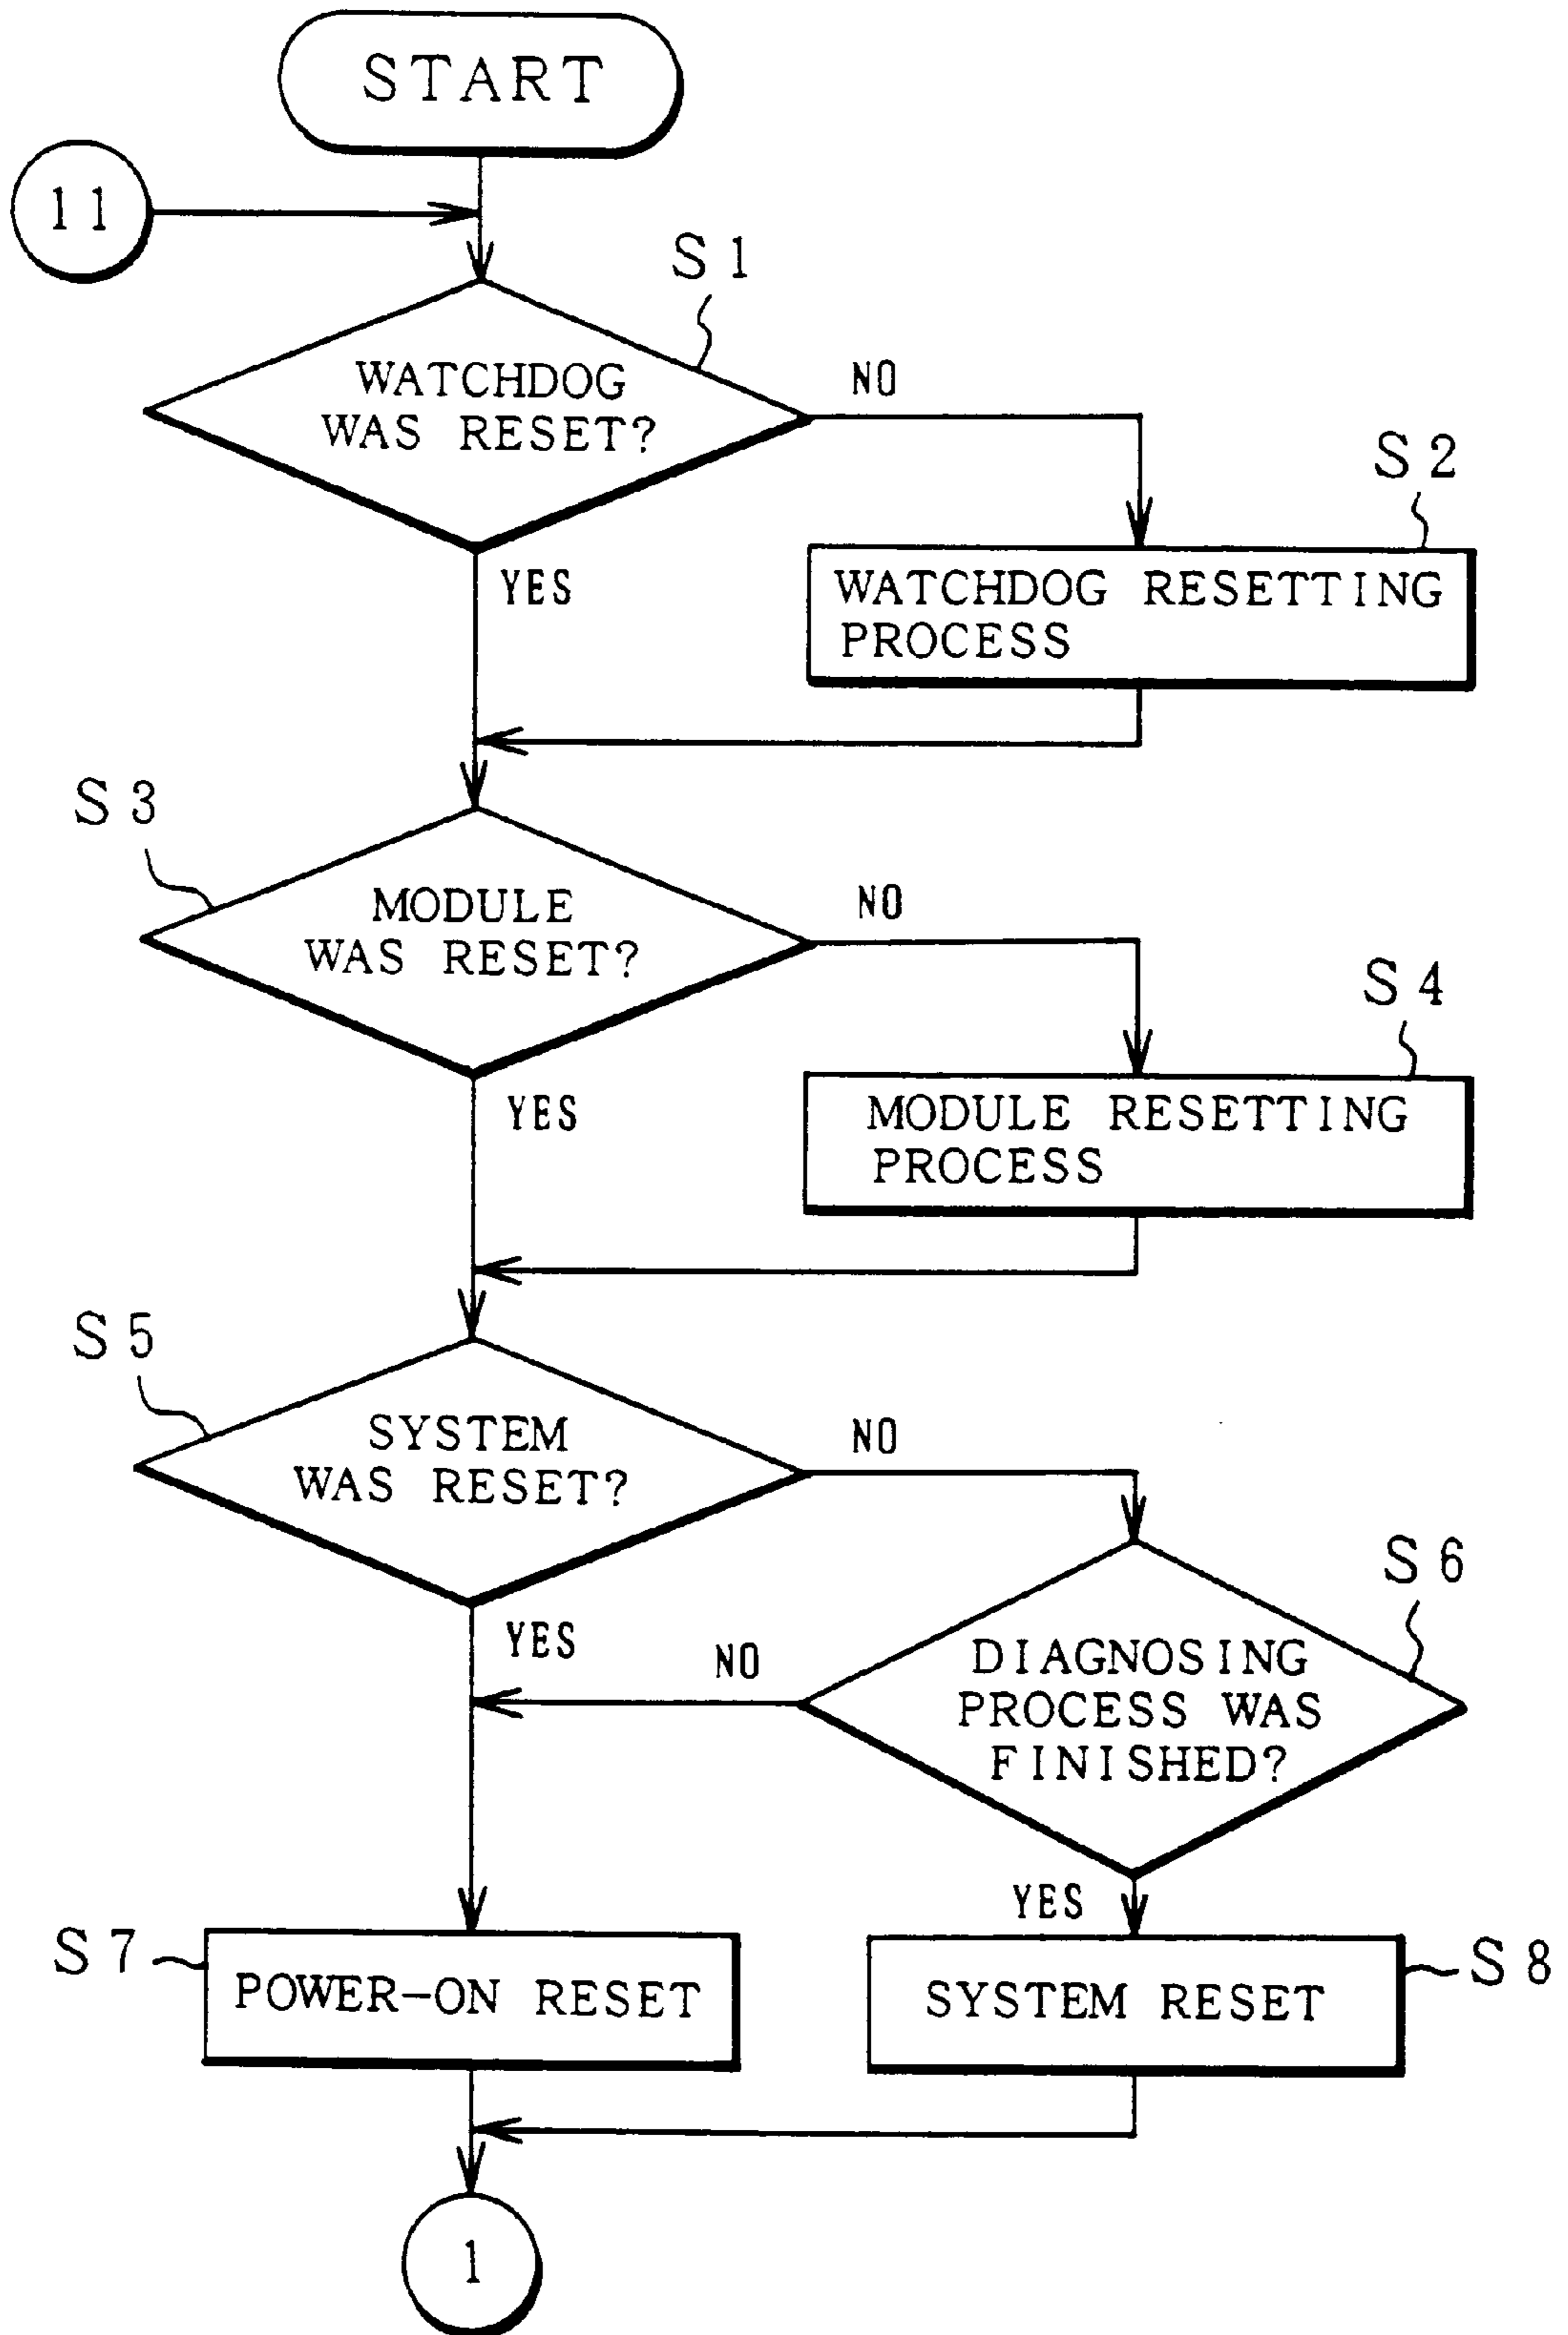 START
11
S1
WATCHDOG
WAS RESET?
NO
S2
YES
WATCHDOG RESETTING
PROCESS
S3
MODULE
WAS RESET?
NO
S4
YES
MODULE RESETTING
PROCESS
S5
SYSTEM
WAS RESET?
NO
S6
YES
NO
DIAGNOSING
PROCESS WAS
FINISHED?
YES
S7
POWER-ON RESET
SYSTEM RESET
S8
1